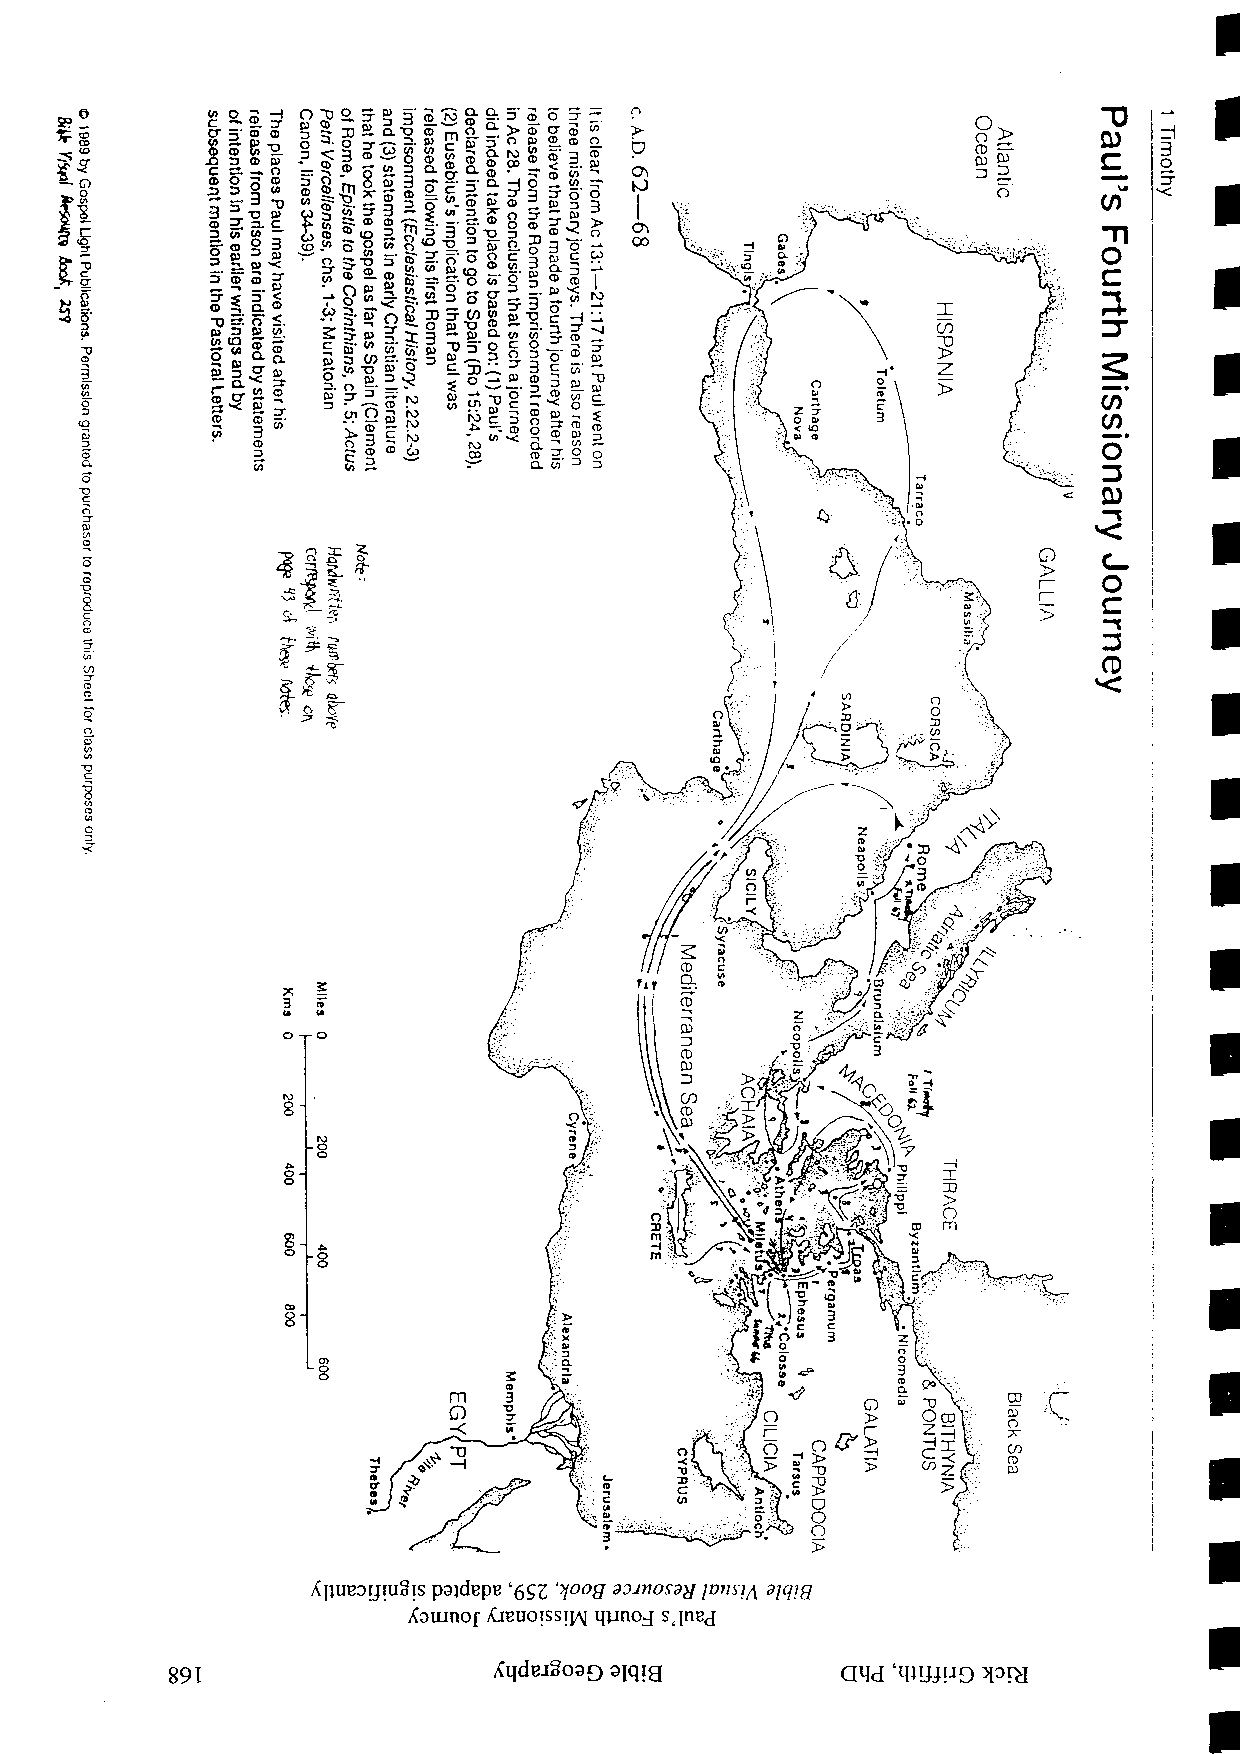 Rick Griffith, PhD
Bible Geography
168
Paul's Fourth Missionary Journey
Bible Visual Resource Book, 259, adapted significantly
1 Timothy
Paul's Fourth Missionary Journey
Atlantic
Ocean
HISPANIA
GALLIA
Gades
Tingis
Toletum
Carthage
Nova
Tarraco
Massilia
CORSICA
SARDINIA
Carthage
ITALIA
Rome
2 Tim
Fall 67
Neapolis
SICILY
Syracuse
Adriatic Sea
ILLYRICUM
Brundisium
Nicopolis
Mediterranean Sea
MACEDONIA
1 Timothy
Fall 62
ACHAIA
THRACE
Philippi
Byzantium
Athens
Troas
Pergamum
Miletus
Ephesus
Colosse
Titus
Summer 66
CRETE
Nicomedia
BITHYNIA
& PONTUS
Black Sea
GALATIA
CAPPADOCIA
CILICIA
Tarsus
Antioch
CYPRUS
Jerusalem
Cyrene
Alexandria
Memphis
EGYPT
Nile River
Thebes
c. A.D. 62—68
It is clear from Ac 13:1—21:17 that Paul went on
three missionary journeys. There is also reason
to believe that he made a fourth journey after his
release from the Roman imprisonment recorded
in Ac 28. The conclusion that such a journey
did indeed take place is based on: (1) Paul's
declared intention to go to Spain (Ro 15:24, 28),
(2) Eusebius's implication that Paul was
released following his first Roman
imprisonment (Ecclesiastical History, 2.22.2-3)
and (3) statements in early Christian literature
that he took the gospel as far as Spain (Clement
of Rome, Epistle to the Corinthians, ch. 5; Actus
Petri Vercellenses, chs. 1-3; Muratorian
Canon, lines 34-39).
The places Paul may have visited after his
release from prison are indicated by statements
of intention in his earlier writings and by
subsequent mention in the Pastoral Letters.
Note:
Handwritten numbers above
correspond with those on
page 43 of these notes.
Miles 0 200 400 600
Kms 0 200 400 600 800
© 1989 by Gospel Light Publications. Permission granted to purchaser to reproduce this Sheet for class purposes only.
Bible Visual Resource Book, 259